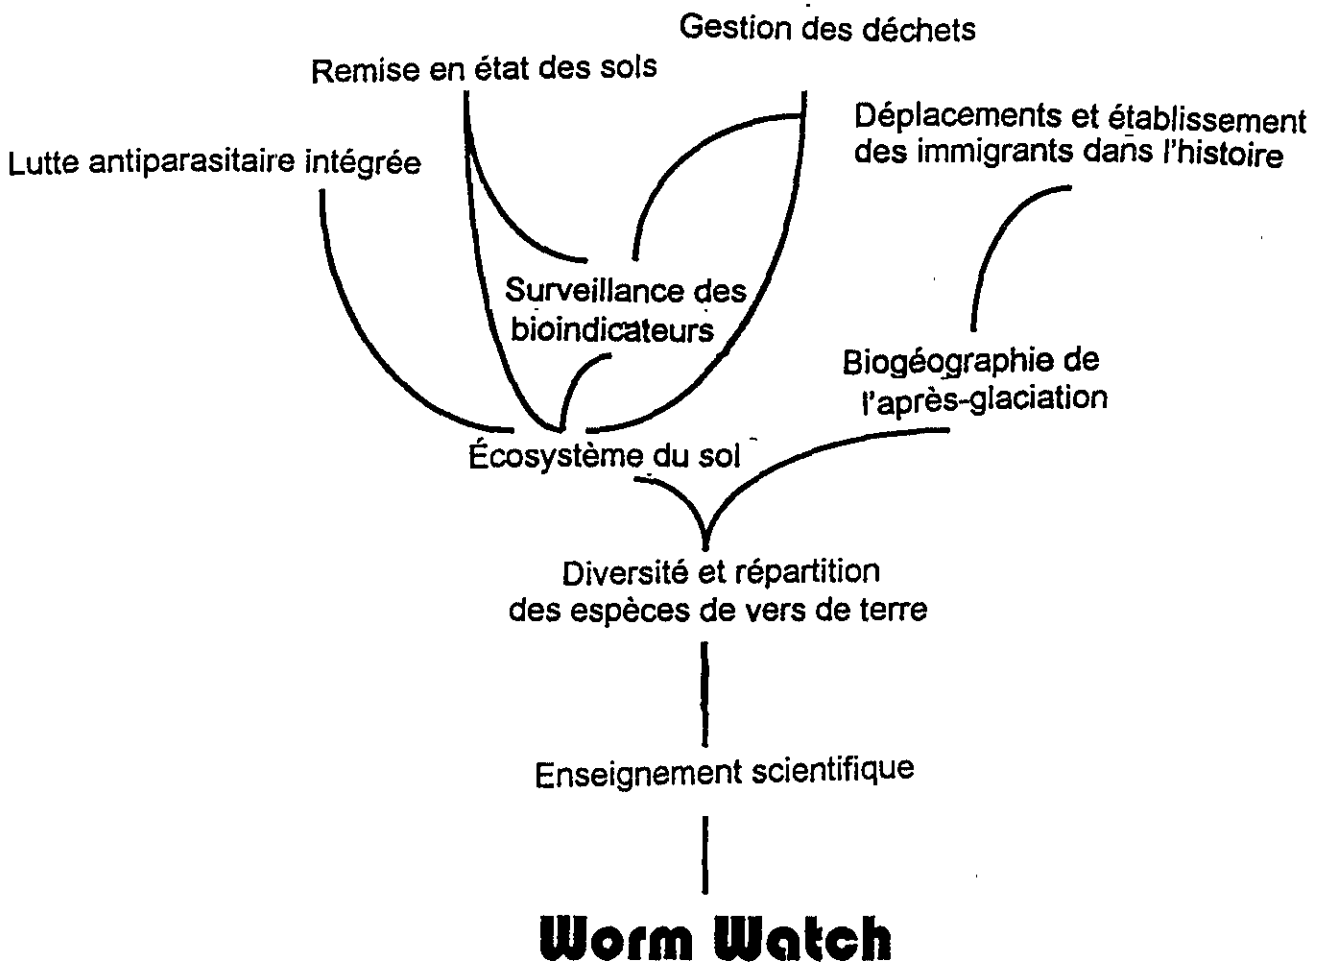 Gestion des déchets
Remise en état des sols
Déplacements et établissement
des immigrants dans l'histoire
Lutte antiparasitaire intégrée
Surveillance des
bioindicateurs
Biogéographie de
l'après-glaciation
Écosystème du sol
Diversité et répartition
des espèces de vers de terre
Enseignement scientifique
Worm Watch